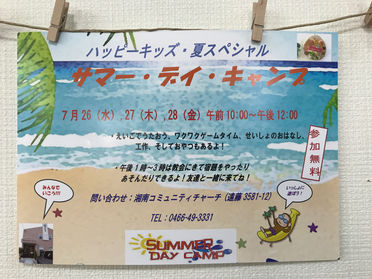 ハッピーキッズ・夏スペシャル
サマー・デイ・キャンプ
7月26(水),27(木),28(金)午前10:00～午後12:00
・えいごでうたおう、ワクワクゲームタイム、せいしょのおはなし、
工作、そしておやつもあるよ！
参加無料
・午後1時～3時は教会にきて宿題をやったり
あそんだりできるよ！友達と一緒に来てね！
みんなで
いこう!!!
いっしょに
遊ぼう！
問い合わせ：湘南コミュニティチャーチ(遠藤3581-12)
TEL：0466-49-3331
SUMMER
DAY CAMP